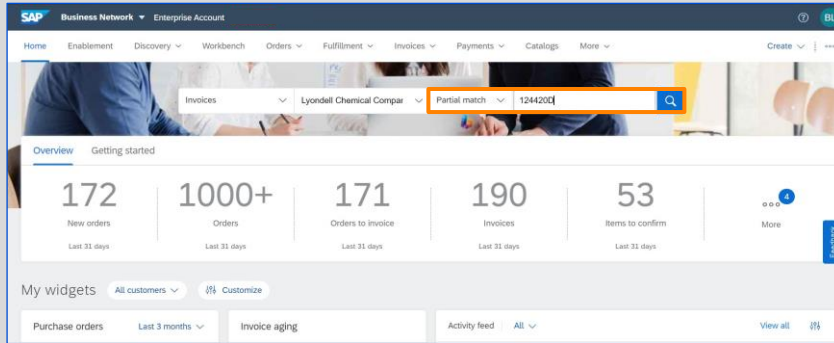 SAP Business Network Enterprise Account BL
Home Enablement Discovery Workbench Orders Fulfillment Invoices Payments Catalogs More Create
Invoices Lyondell Chemical Compar Partial match 124420D
Overview Getting started
172 1000+ 171 190 53 4
New orders Orders Orders to invoice Invoices Items to confirm More
Last 31 days Last 31 days Last 31 days Last 31 days Last 31 days
Feedback
My widgets All customers Customize
Purchase orders Last 3 months Invoice aging Activity feed All View all